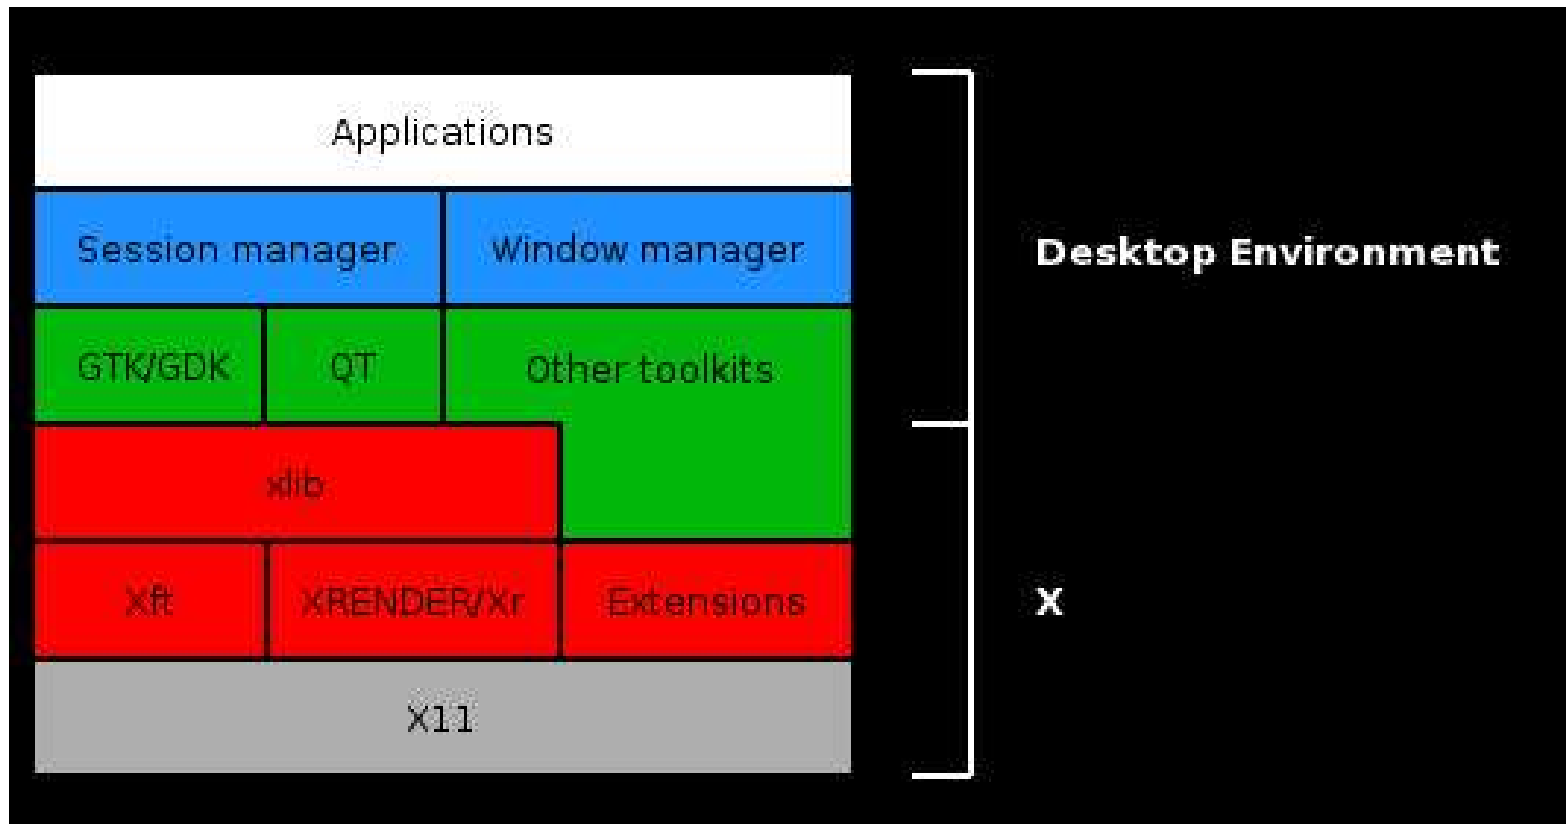 Applications
Session manager
Window manager
Desktop Environment
GTK/GDK
QT
Other toolkits
xlib
Xft
XRENDER/Xr
Extensions
X
X11